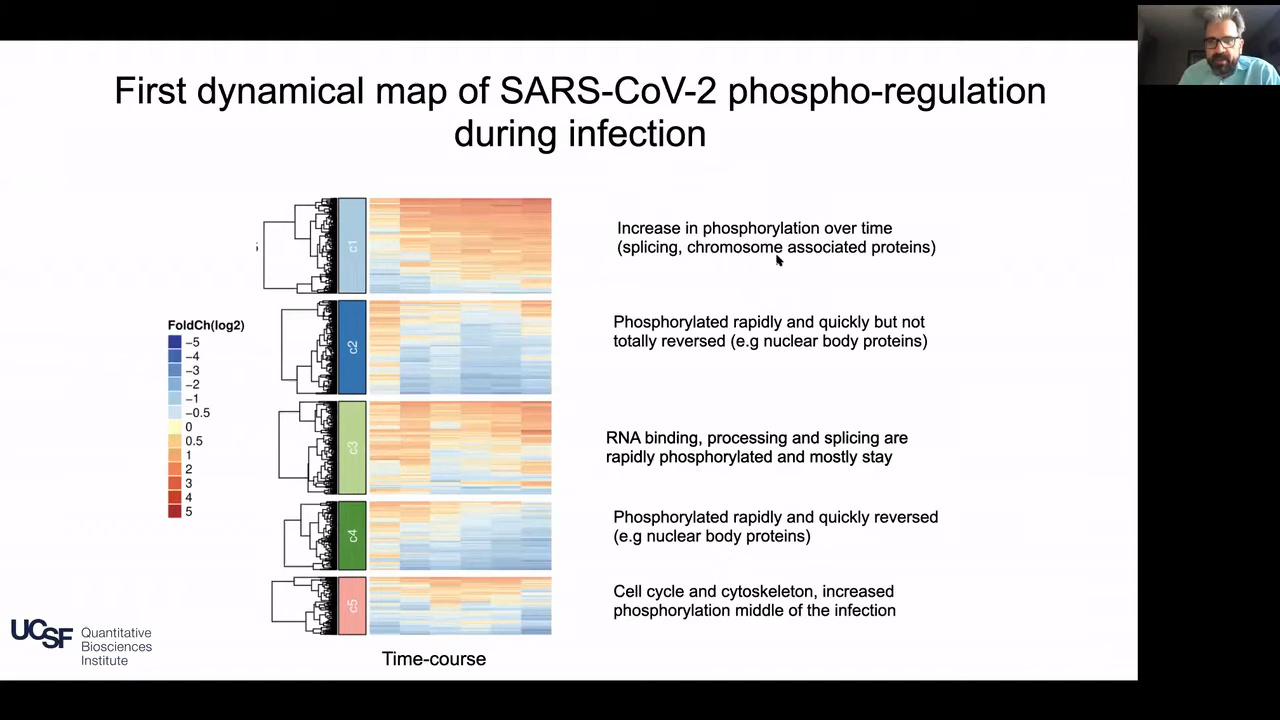 First dynamical map of SARS-CoV-2 phospho-regulation
during infection
c1
Increase in phosphorylation over time
(splicing, chromosome associated proteins)
FoldCh(log2)
−5
−4
−3
−2
−1
−0.5
0
0.5
1
2
3
4
5
c2
Phosphorylated rapidly and quickly but not
totally reversed (e.g nuclear body proteins)
c3
RNA binding, processing and splicing are
rapidly phosphorylated and mostly stay
c4
Phosphorylated rapidly and quickly reversed
(e.g nuclear body proteins)
c5
Cell cycle and cytoskeleton, increased
phosphorylation middle of the infection
Time-course
UCSF
Quantitative
Biosciences
Institute